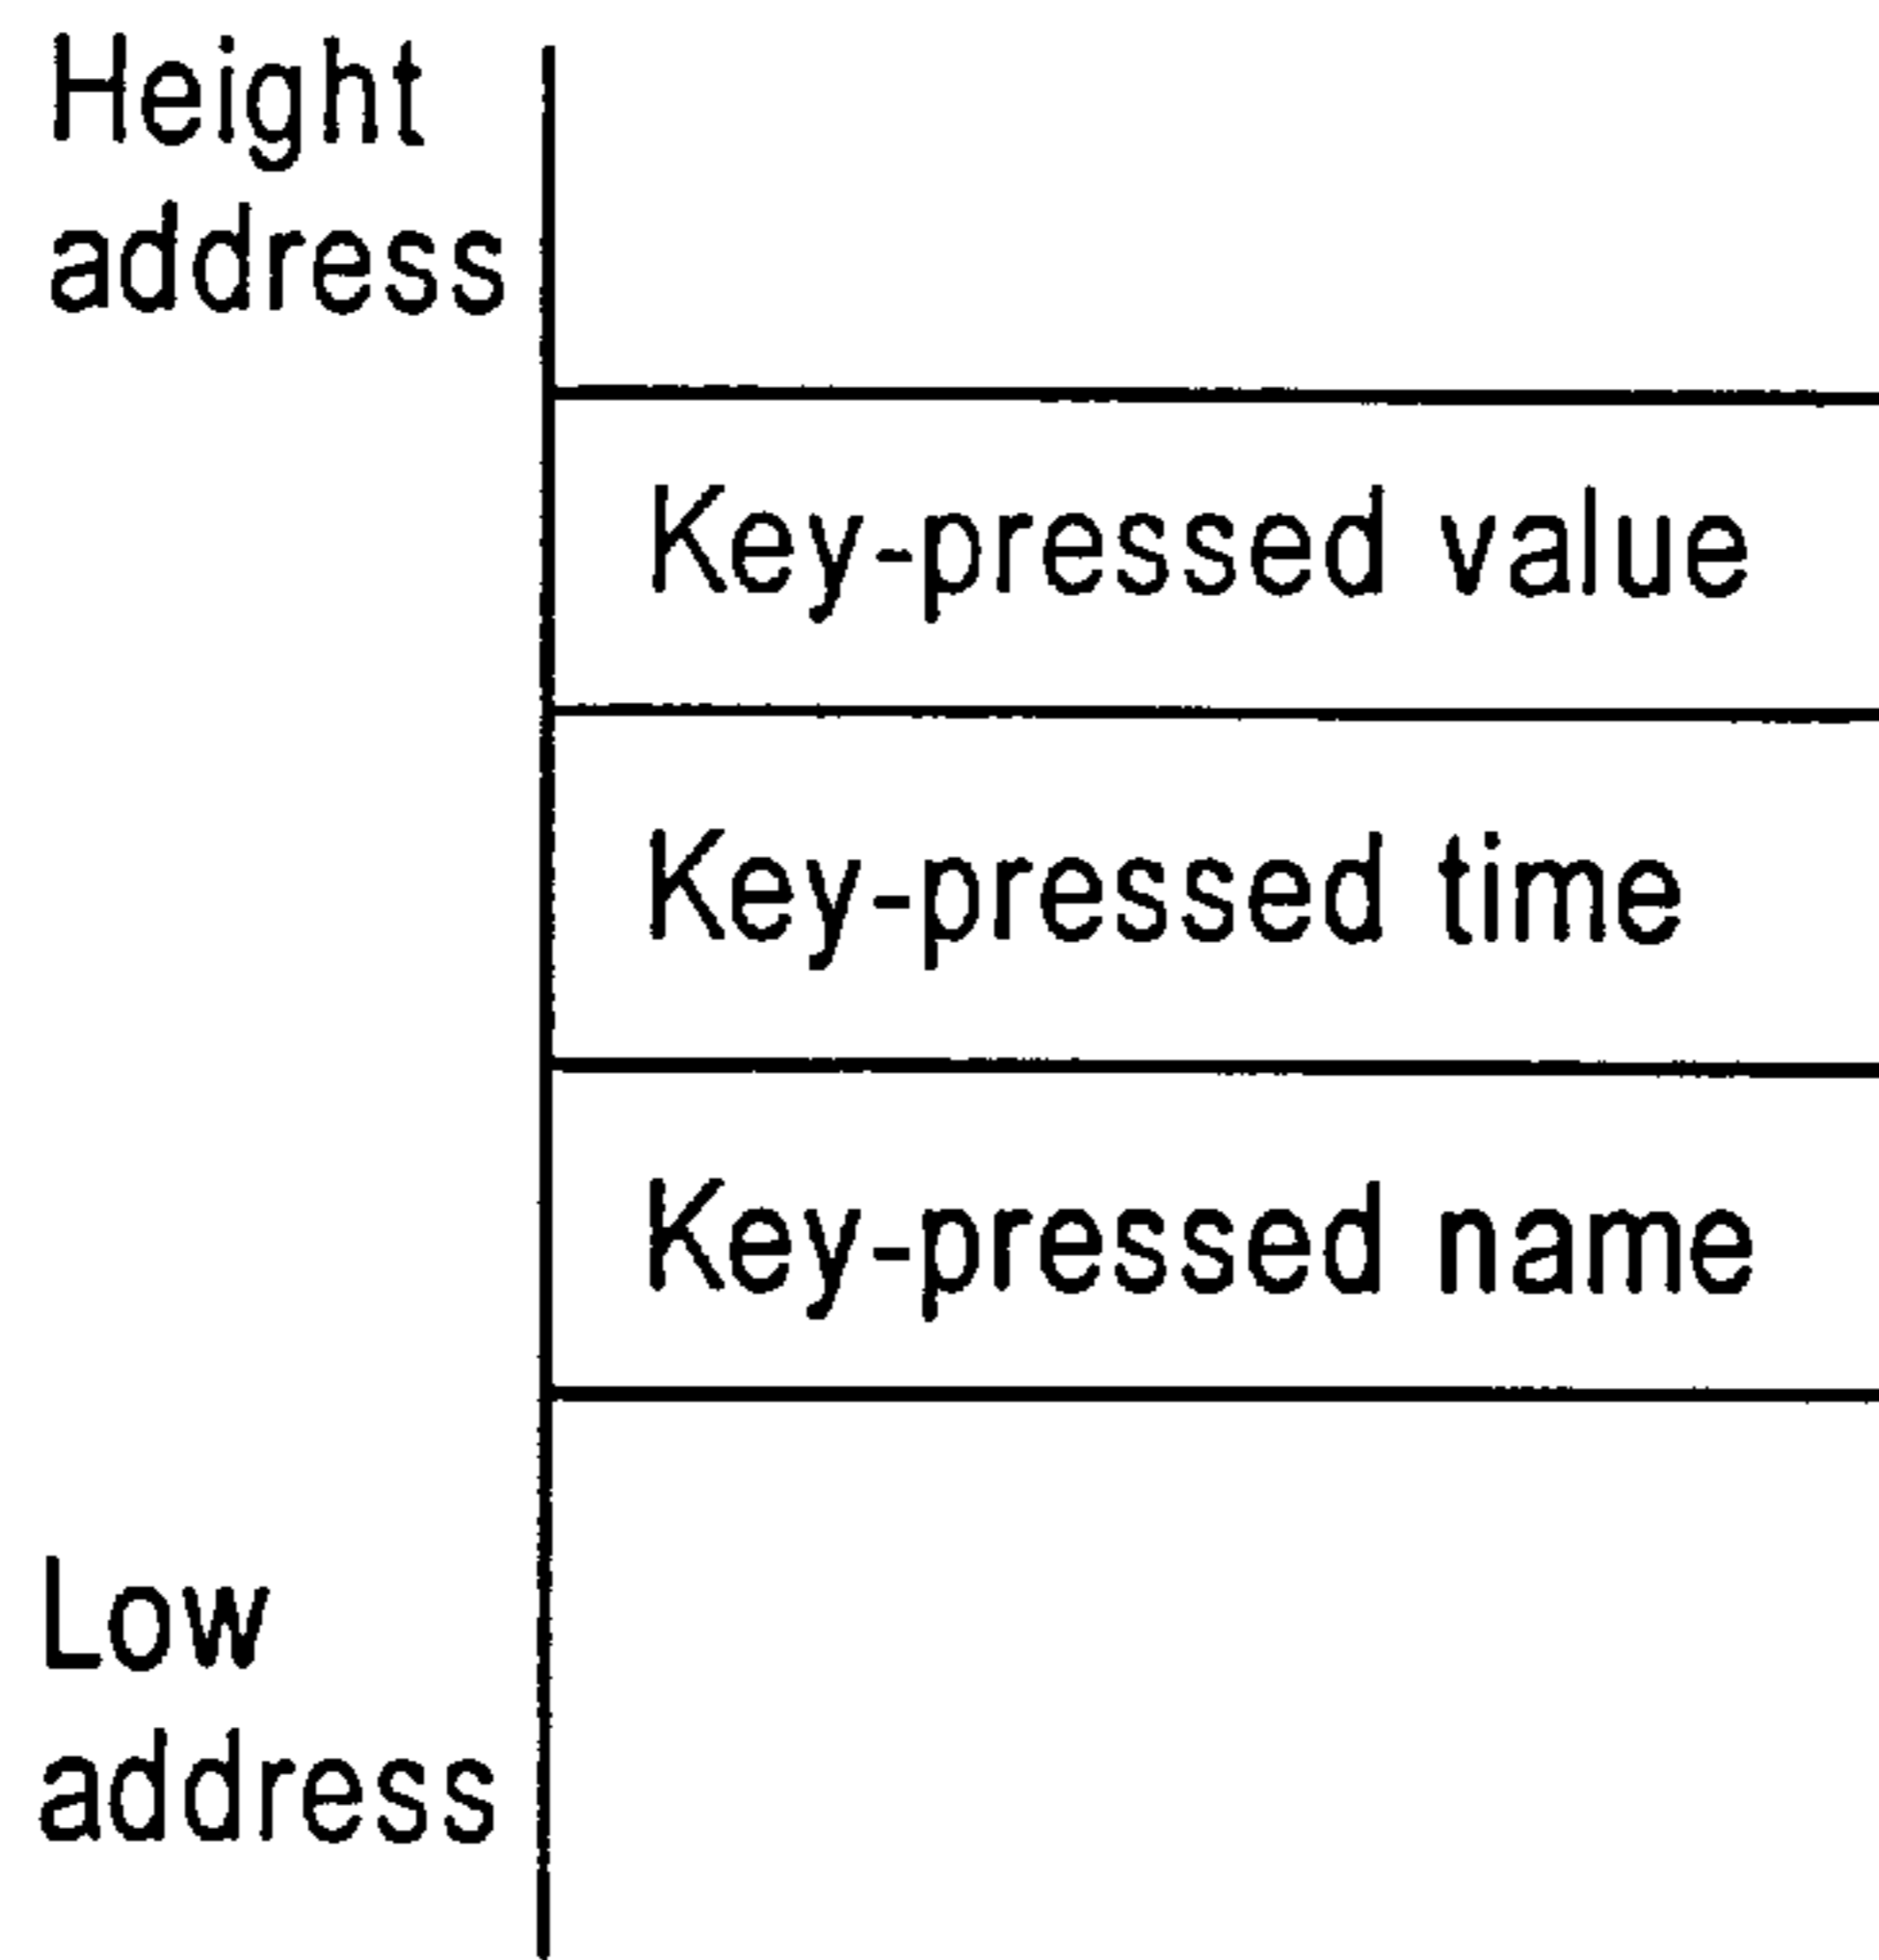 Height
address
Key-pressed value
Key-pressed time
Key-pressed name
Low
address